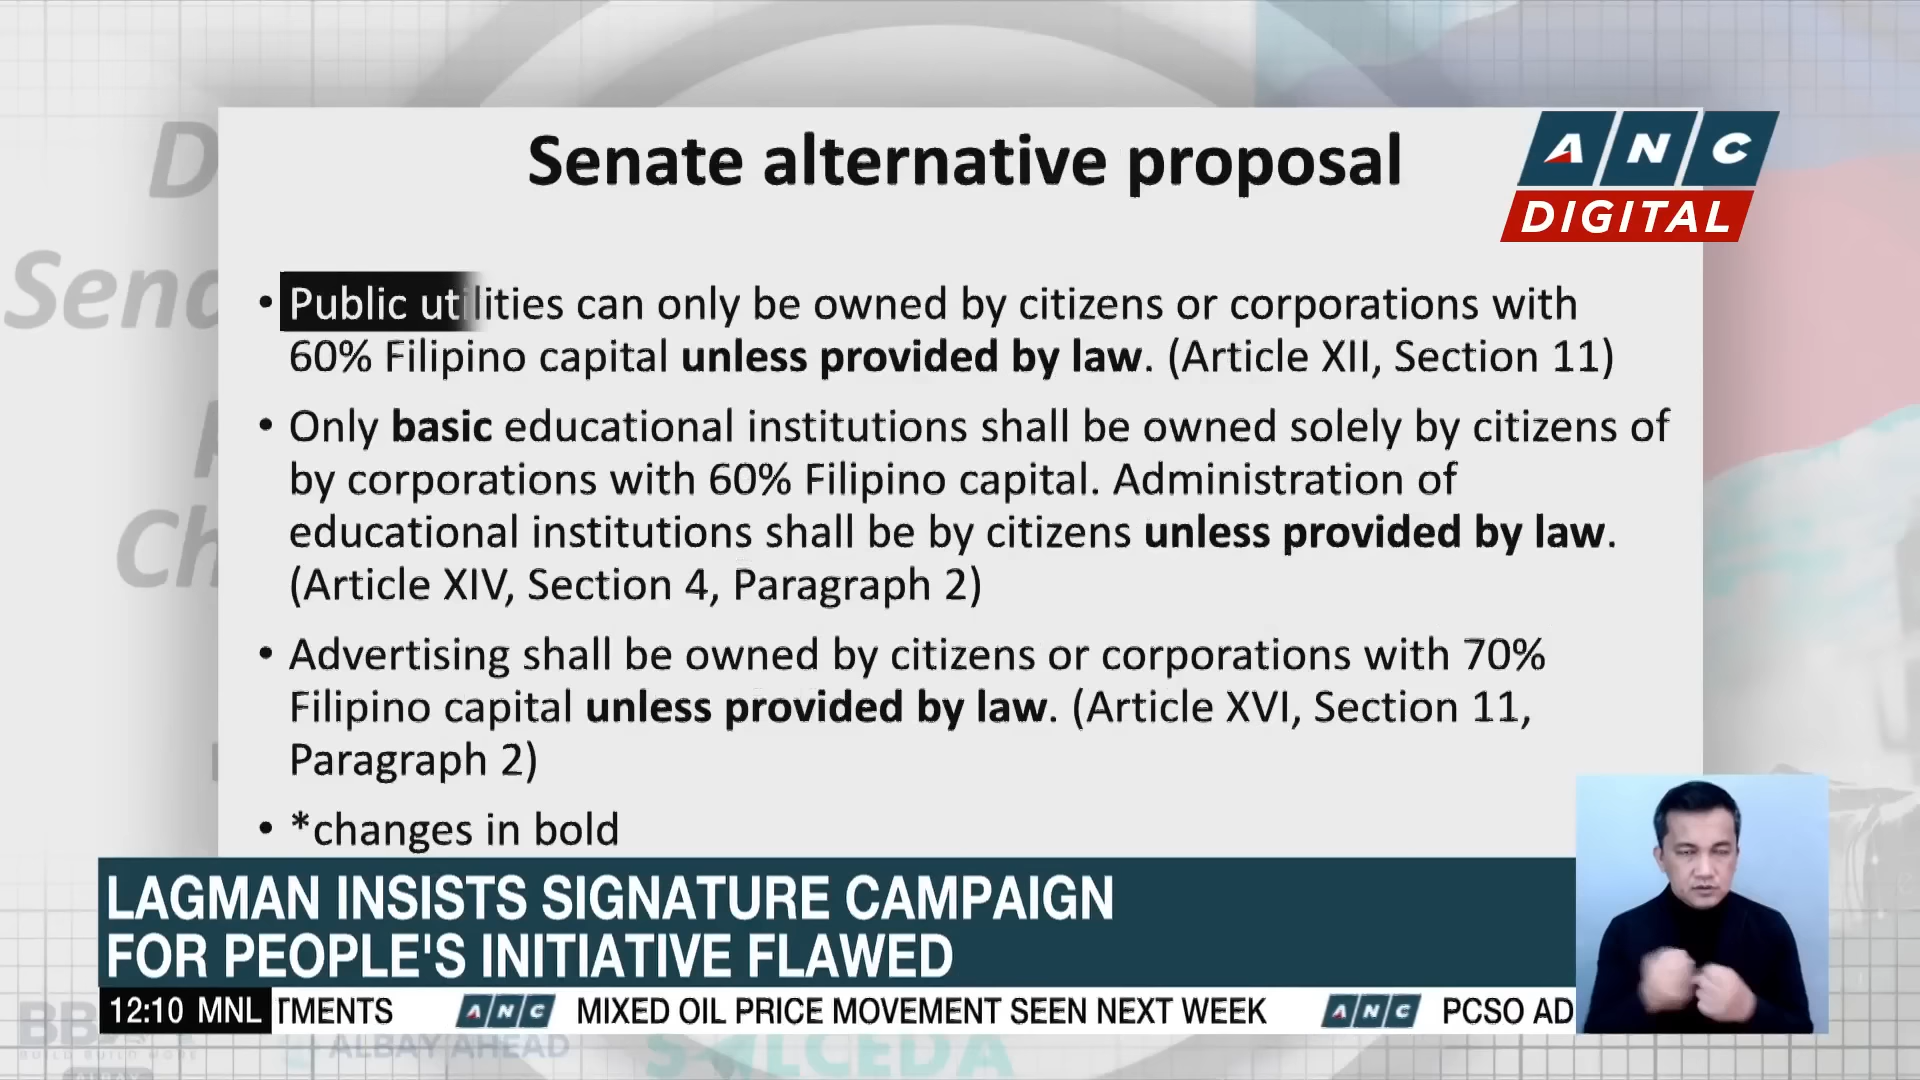 Senate alternative proposal
ANC
DIGITAL
• Public utilities can only be owned by citizens or corporations with
60% Filipino capital unless provided by law. (Article XII, Section 11)
• Only basic educational institutions shall be owned solely by citizens of
by corporations with 60% Filipino capital. Administration of
educational institutions shall be by citizens unless provided by law.
(Article XIV, Section 4, Paragraph 2)
• Advertising shall be owned by citizens or corporations with 70%
Filipino capital unless provided by law. (Article XVI, Section 11,
Paragraph 2)
• *changes in bold
LAGMAN INSISTS SIGNATURE CAMPAIGN
FOR PEOPLE'S INITIATIVE FLAWED
12:10 MNL TMENTS ANC MIXED OIL PRICE MOVEMENT SEEN NEXT WEEK ANC PCSO AD
ALBAY AHEAD